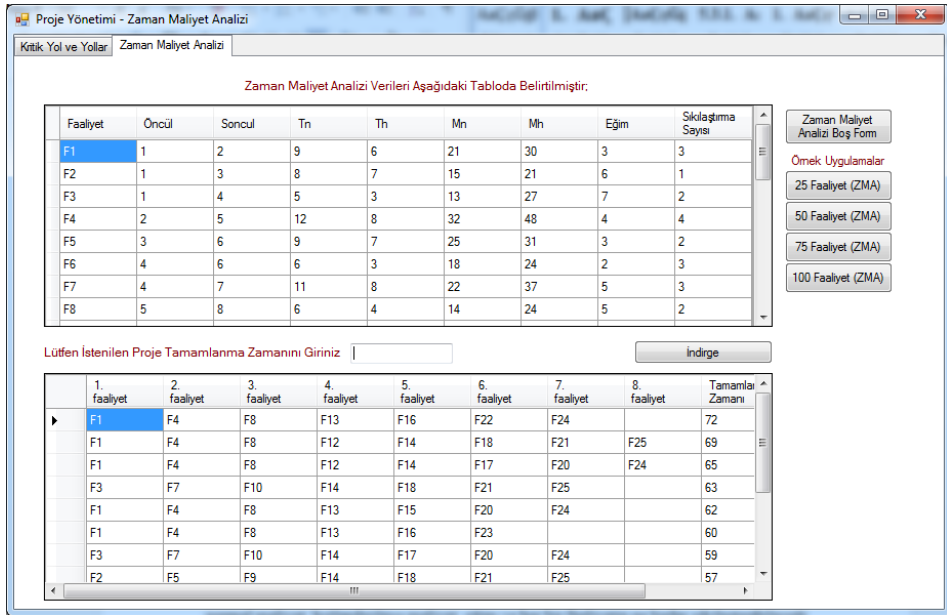 Proje Yönetimi - Zaman Maliyet Analizi
Kritik Yol ve Yollar Zaman Maliyet Analizi
Zaman Maliyet Analizi Verileri Aşağıdaki Tabloda Belirtilmiştir;
Faaliyet Öncül Soncul Tn Th Mn Mh Eğim Sıkılaştırma Sayısı
F1 1 2 9 6 21 30 3 3
F2 1 3 8 7 15 21 6 1
F3 1 4 5 3 13 27 7 2
F4 2 5 12 8 32 48 4 4
F5 3 6 9 7 25 31 3 2
F6 4 6 6 3 18 24 2 3
F7 4 7 11 8 22 37 5 3
F8 5 8 6 4 14 24 5 2
Zaman Maliyet
Analizi Boş Form
Örnek Uygulamalar
25 Faaliyet (ZMA)
50 Faaliyet (ZMA)
75 Faaliyet (ZMA)
100 Faaliyet (ZMA)
Lütfen İstenilen Proje Tamamlanma Zamanını Giriniz
İndirge
1. faaliyet 2. faaliyet 3. faaliyet 4. faaliyet 5. faaliyet 6. faaliyet 7. faaliyet 8. faaliyet Tamamlar Zamanı
F1 F4 F8 F13 F16 F22 F24 72
F1 F4 F8 F12 F14 F18 F21 F25 69
F1 F4 F8 F12 F14 F17 F20 F24 65
F3 F7 F10 F14 F18 F21 F25 63
F1 F4 F8 F13 F15 F20 F24 62
F1 F4 F8 F13 F16 F23 60
F3 F7 F10 F14 F17 F20 F24 59
F2 F5 F9 F14 F18 F21 F25 57